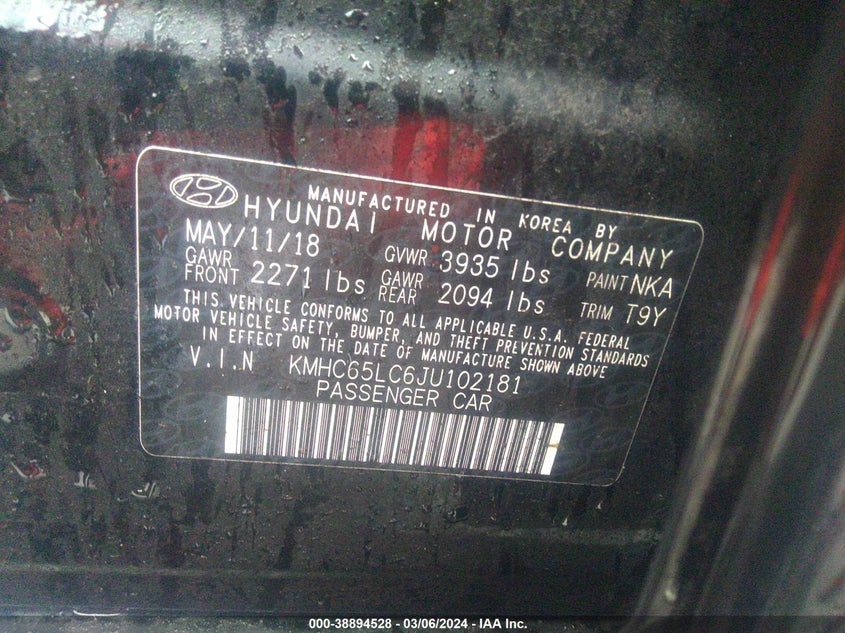 MANUFACTURED IN KOREA BY
HYUNDAI MOTOR COMPANY
MAY/11/18 GVWR 3935 lbs PAINT NKA
GAWR FRONT 2271 lbs GAWR REAR 2094 lbs TRIM T9Y
THIS VEHICLE CONFORMS TO ALL APPLICABLE U.S.A. FEDERAL
MOTOR VEHICLE SAFETY, BUMPER, AND THEFT PREVENTION STANDARDS
IN EFFECT ON THE DATE OF MANUFACTURE SHOWN ABOVE
V.I.N KMHC65LC6JU102181
PASSENGER CAR
000-38894528 - 03/06/2024 - IAA Inc.